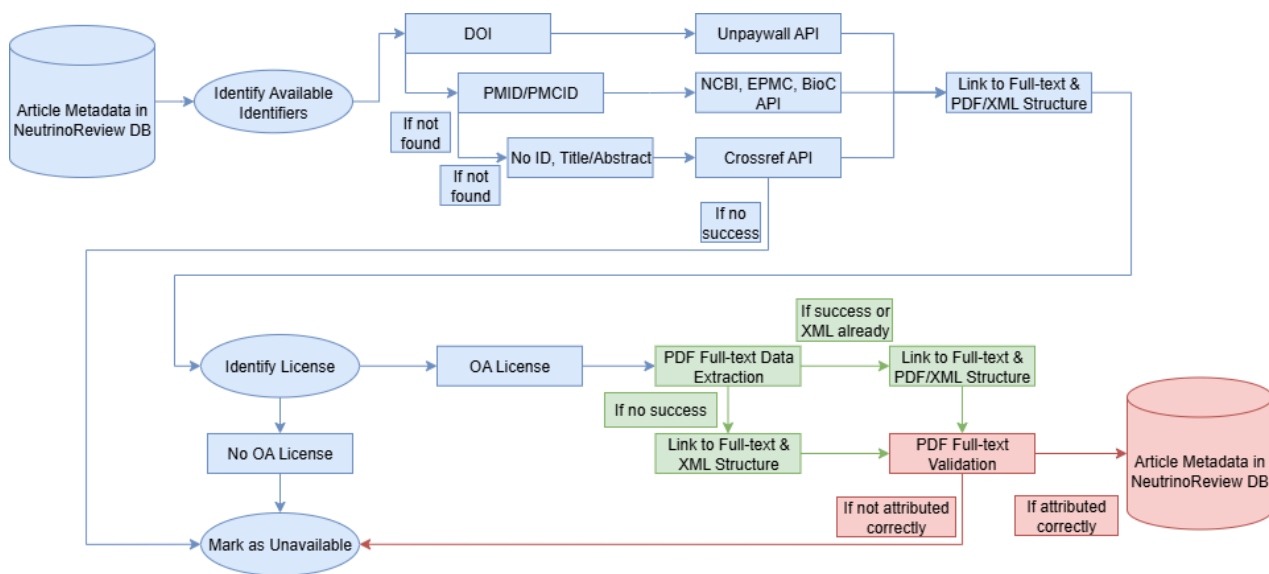 Article Metadata in
NeutrinoReview DB
Identify Available
Identifiers
DOI
Unpaywall API
PMID/PMCID
NCBI, EPMC, BioC
API
Link to Full-text &
PDF/XML Structure
If not
found
No ID, Title/Abstract
Crossref API
If not
found
If no
success
Identify License
OA License
PDF Full-text Data
Extraction
If success or
XML already
Link to Full-text &
PDF/XML Structure
If no success
No OA License
Link to Full-text &
XML Structure
PDF Full-text
Validation
Article Metadata in
NeutrinoReview DB
If not attributed
correctly
If attributed
correctly
Mark as Unavailable